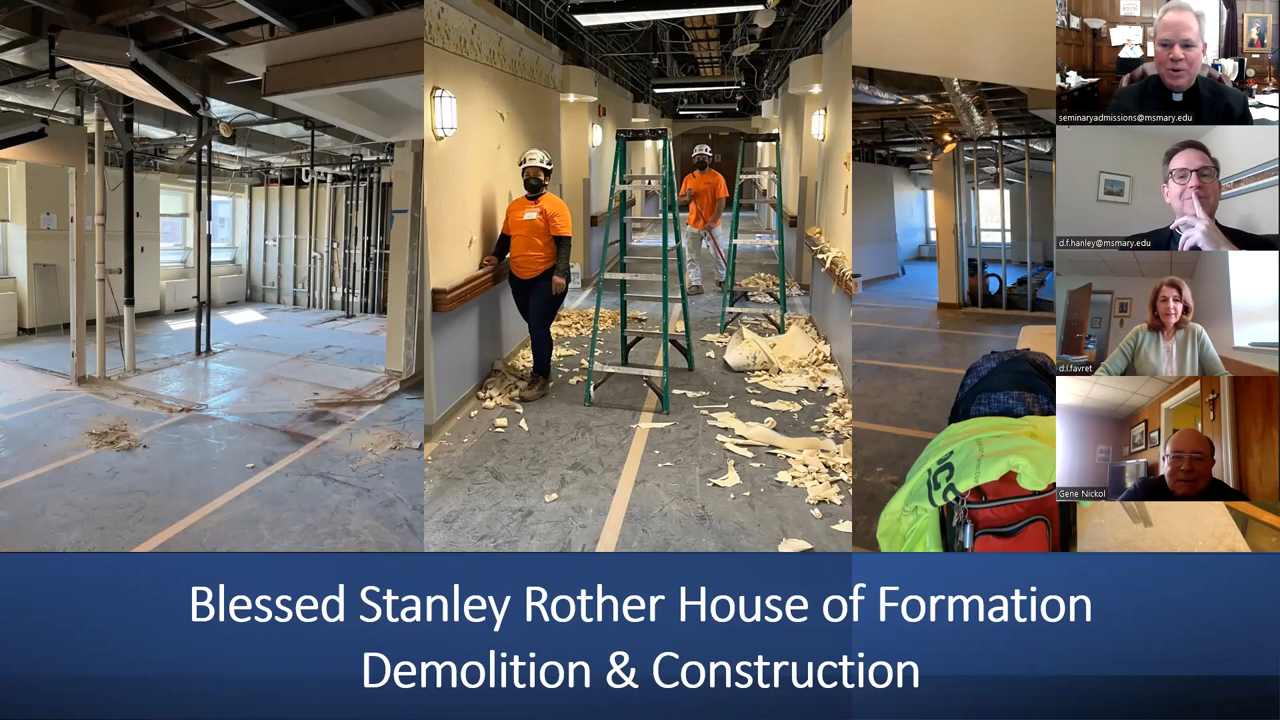 seminaryadmissions@msmary.edu
d.f.hanley@msmary.edu
d.l.favret
Gene Nickol
Blessed Stanley Rother House of Formation
Demolition & Construction